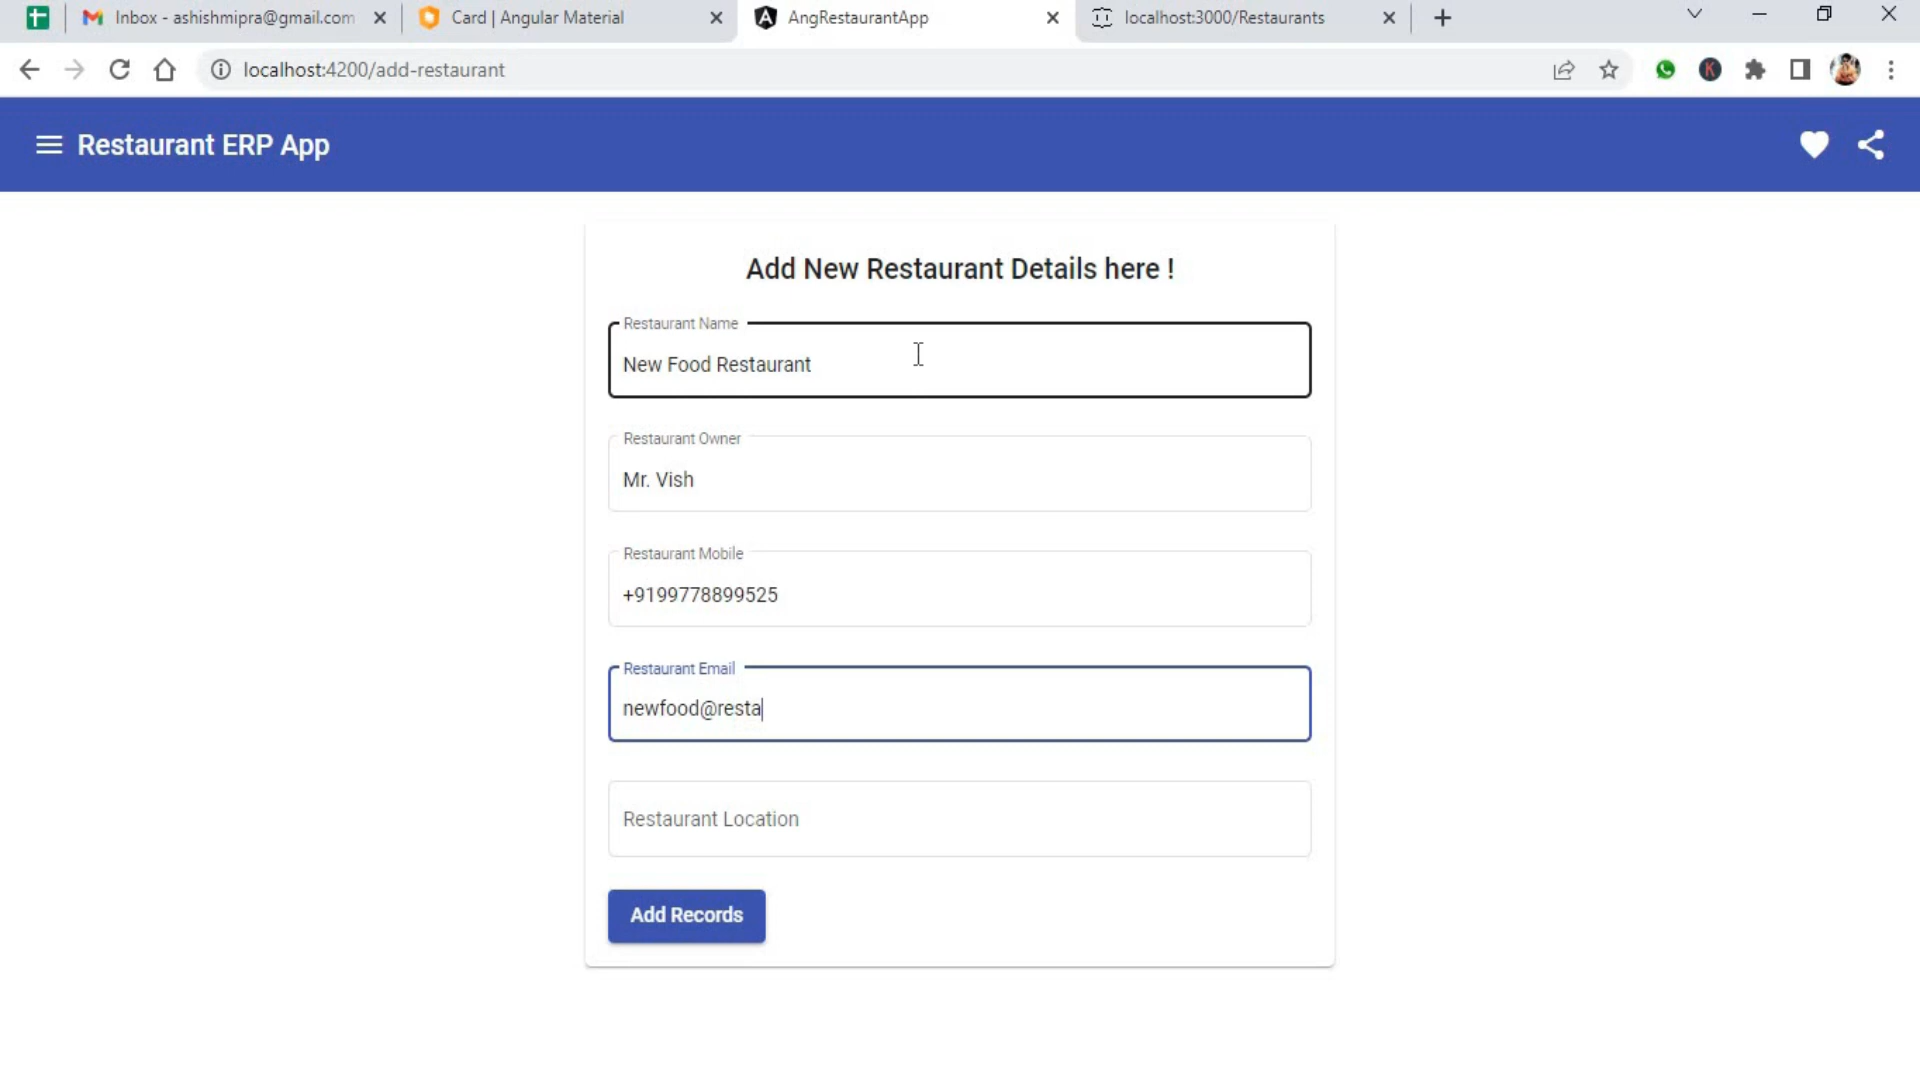 Inbox - ashishmipra@gmail.com
Card | Angular Material
AngRestaurantApp
localhost:3000/Restaurants
localhost:4200/add-restaurant
K
Restaurant ERP App
Add New Restaurant Details here !
Restaurant Name
New Food Restaurant
Restaurant Owner
Mr. Vish
Restaurant Mobile
+9199778899525
Restaurant Email
newfood@resta
Restaurant Location
Add Records